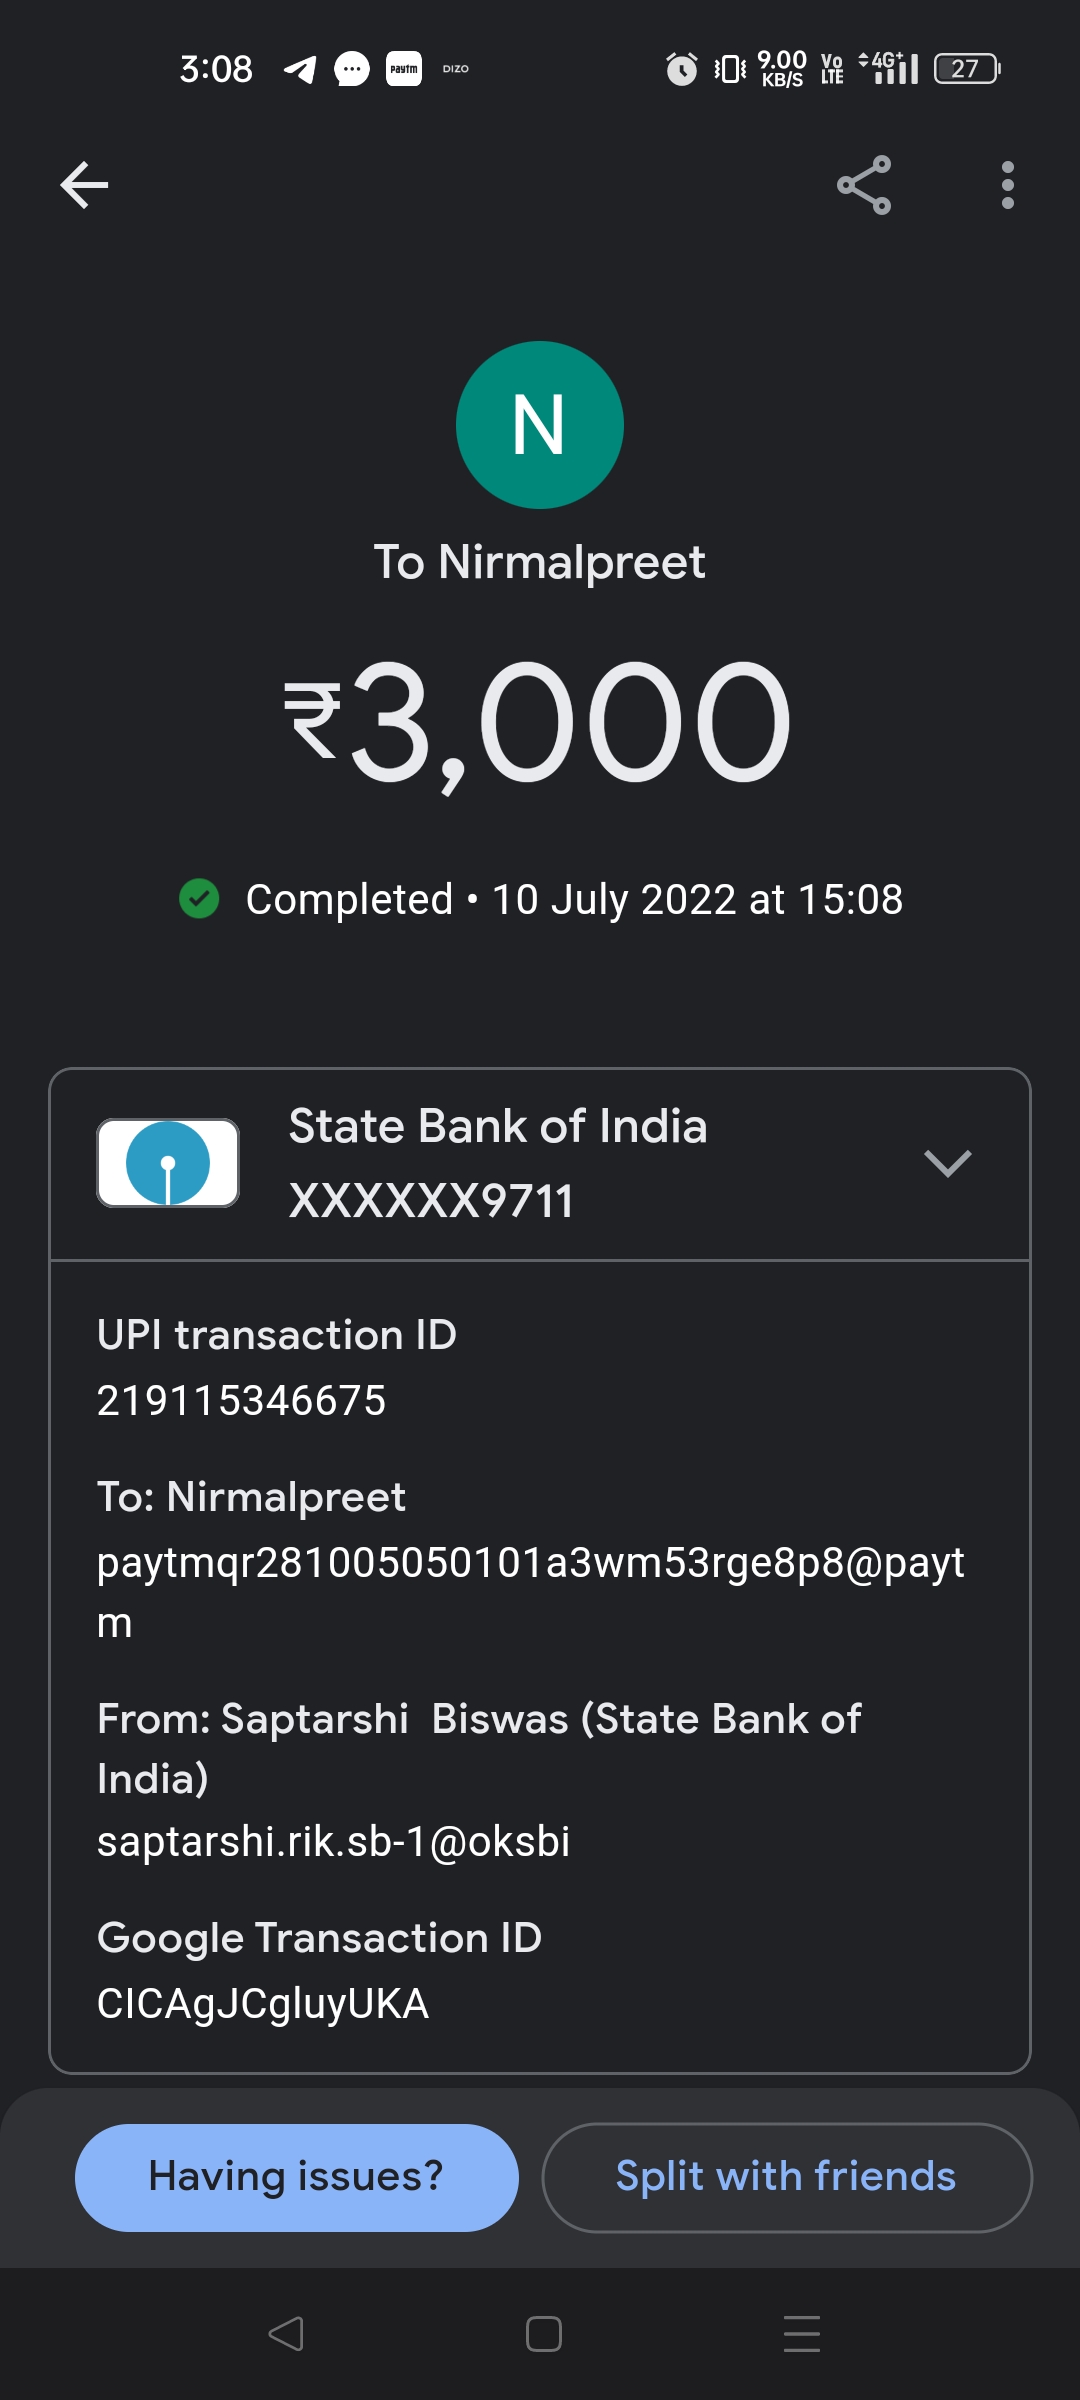 3:08 paytm DIZO 9.00 KB/S Vo LTE 4G+ 27
N
To Nirmalpreet
₹3,000
Completed • 10 July 2022 at 15:08
State Bank of India
XXXXXX9711
UPI transaction ID
219115346675
To: Nirmalpreet
paytmqr281005050101a3wm53rge8p8@payt
m
From: Saptarshi Biswas (State Bank of
India)
saptarshi.rik.sb-1@oksbi
Google Transaction ID
CICAgJCgluyUKA
Having issues? Split with friends